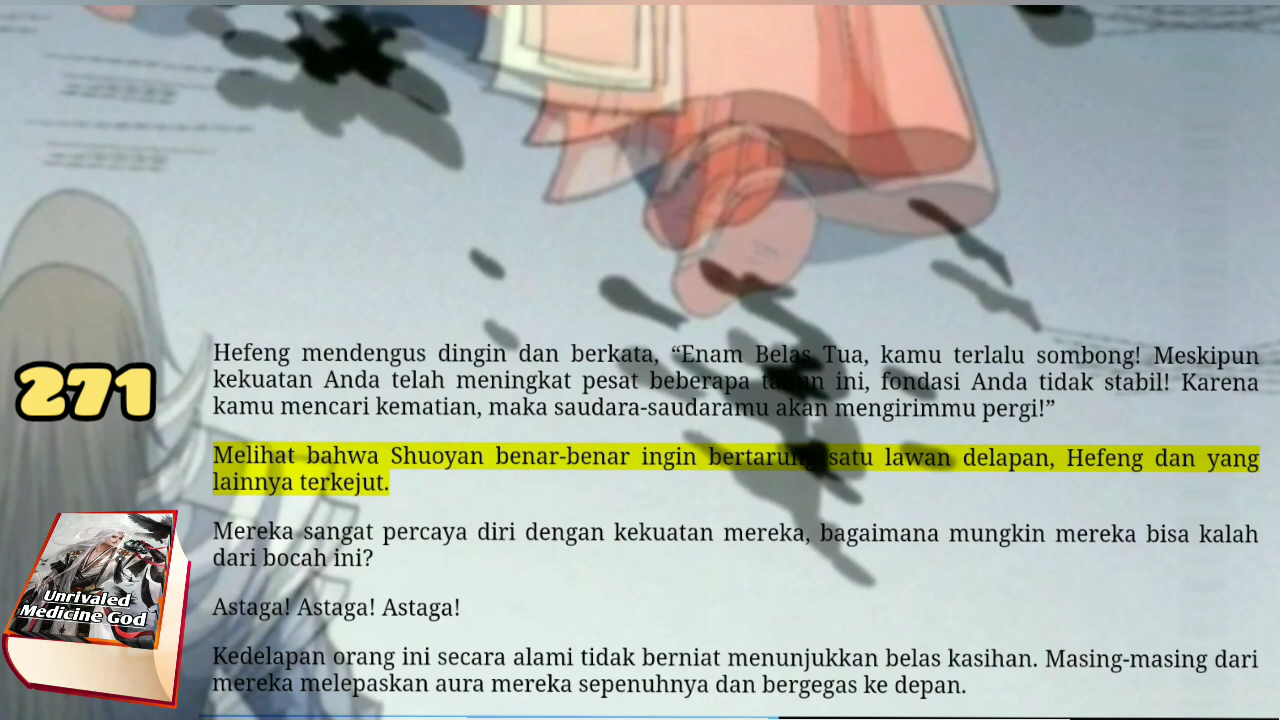 Hefeng mendengus dingin dan berkata, “Enam Belas Tua, kamu terlalu sombong! Meskipun
kekuatan Anda telah meningkat pesat beberapa tahun ini, fondasi Anda tidak stabil! Karena
kamu mencari kematian, maka saudara-saudaramu akan mengirimmu pergi!”
271
Melihat bahwa Shuoyan benar-benar ingin bertarung satu lawan delapan, Hefeng dan yang
lainnya terkejut.
Mereka sangat percaya diri dengan kekuatan mereka, bagaimana mungkin mereka bisa kalah
dari bocah ini?
Unrivaled
Medicine God
Astaga! Astaga! Astaga!
Kedelapan orang ini secara alami tidak berniat menunjukkan belas kasihan. Masing-masing dari
mereka melepaskan aura mereka sepenuhnya dan bergegas ke depan.